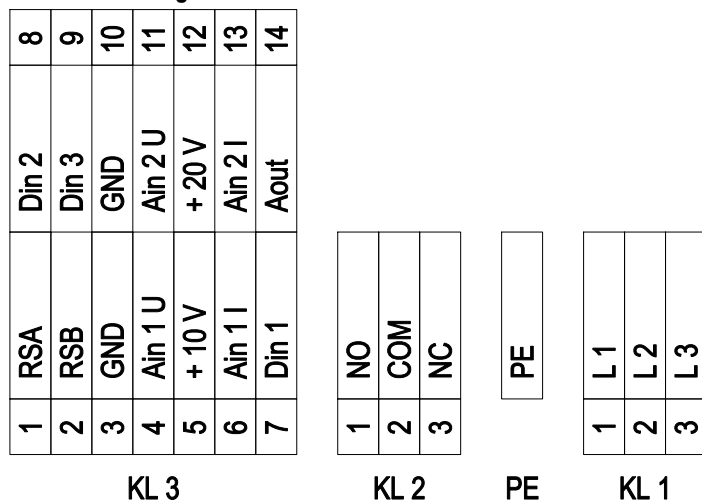 8 9 10 11 12 13 14
Din 2 Din 3 GND Ain 2 U + 20 V Ain 2 I Aout
RSA RSB GND Ain 1 U + 10 V Ain 1 I Din 1 NO COM NC PE L 1 L 2 L 3
1 2 3 4 5 6 7 1 2 3 1 2 3
KL 3 KL 2 PE KL 1